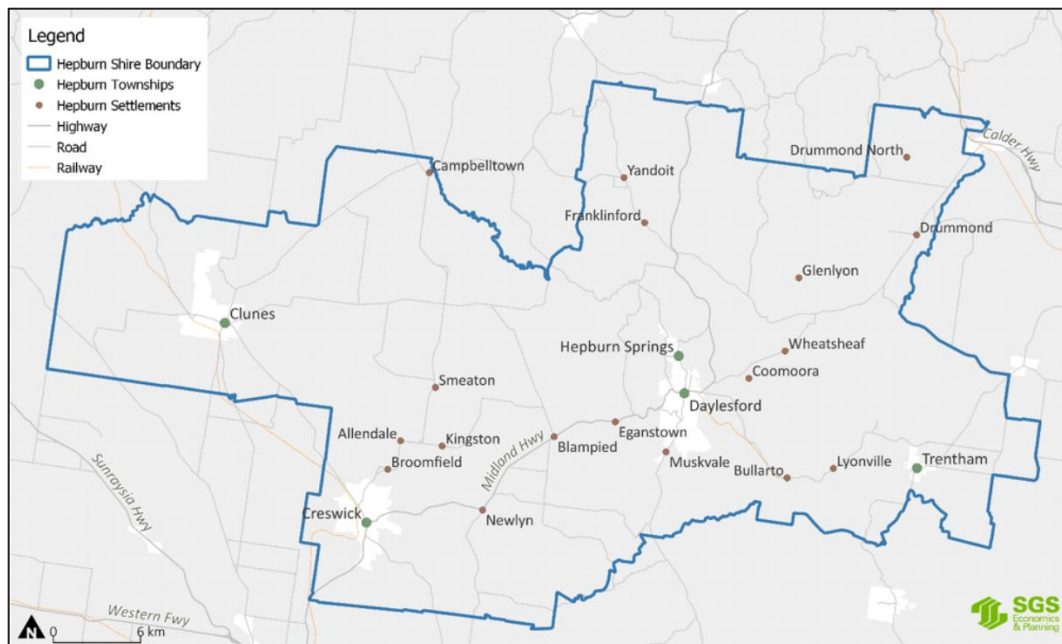 Legend
Hepburn Shire Boundary
Hepburn Townships
Hepburn Settlements
Highway
Road
Railway
Calder Hwy
Drummond North
Campbelltown
Yandoit
Franklinford
Drummond
Glenlyon
Clunes
Wheatsheaf
Hepburn Springs
Coomoora
Smeaton
Daylesford
Eganstown
Allendale
Kingston
Blampied
Midland Hwy
Muskvale
Broomfield
Lyonville
Trentham
Bullarto
Sunraysia Hwy
Creswick
Newlyn
Western Fwy
N
0 6 km
SGS
Economics
& Planning